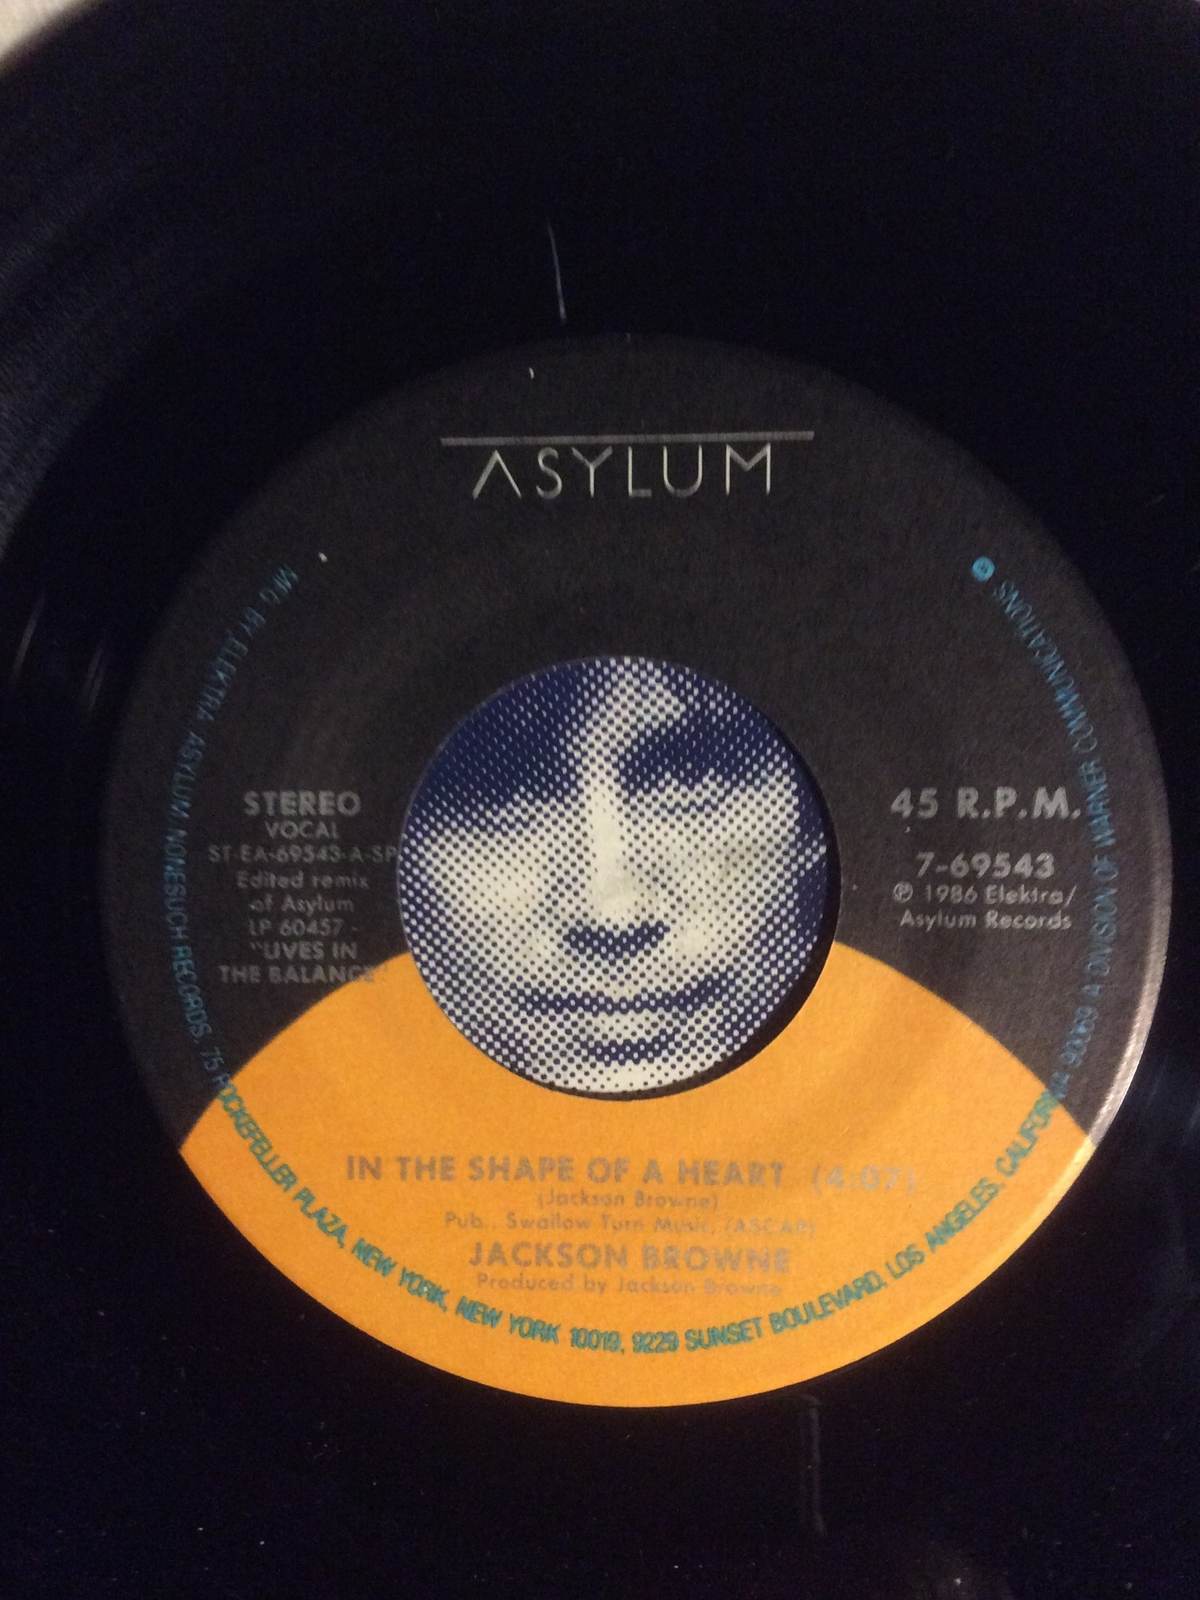 ASYLUM
STEREO
VOCAL
ST-EA-69543-A-SP
Edited remix
of Asylum
LP 60457 -
"LIVES IN
THE BALANCE"
45 R.P.M.
7-69543
℗ 1986 Elektra/
Asylum Records
IN THE SHAPE OF A HEART (4:07)
(Jackson Browne)
Pub., Swallow Turn Music, (ASCAP)
JACKSON BROWNE
Produced by Jackson Browne
MFG. BY ELEKTRA ASYLUM NONESUCH RECORDS, 75 ROCKEFELLER PLAZA, NEW YORK, NEW YORK 10019, 9229 SUNSET BOULEVARD, LOS ANGELES, CALIFORNIA 90069 A DIVISION OF WARNER COMMUNICATIONS